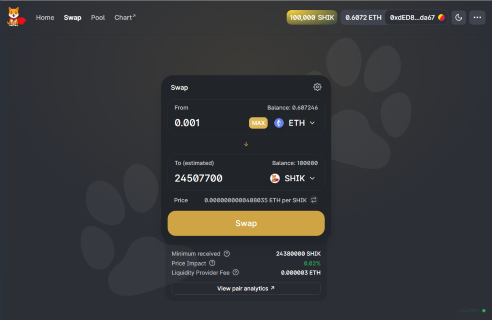 Home Swap Pool Chart↗ 100,000 SHIK 0.6072 ETH 0xdED8...da67
Swap
From Balance: 0.607246
0.001 MAX ETH
To (estimated) Balance: 100000
24507700 SHIK
Price 0.0000000000408035 ETH per SHIK
Swap
Minimum received 24380000 SHIK
Price Impact 0.02%
Liquidity Provider Fee 0.000003 ETH
View pair analytics ↗